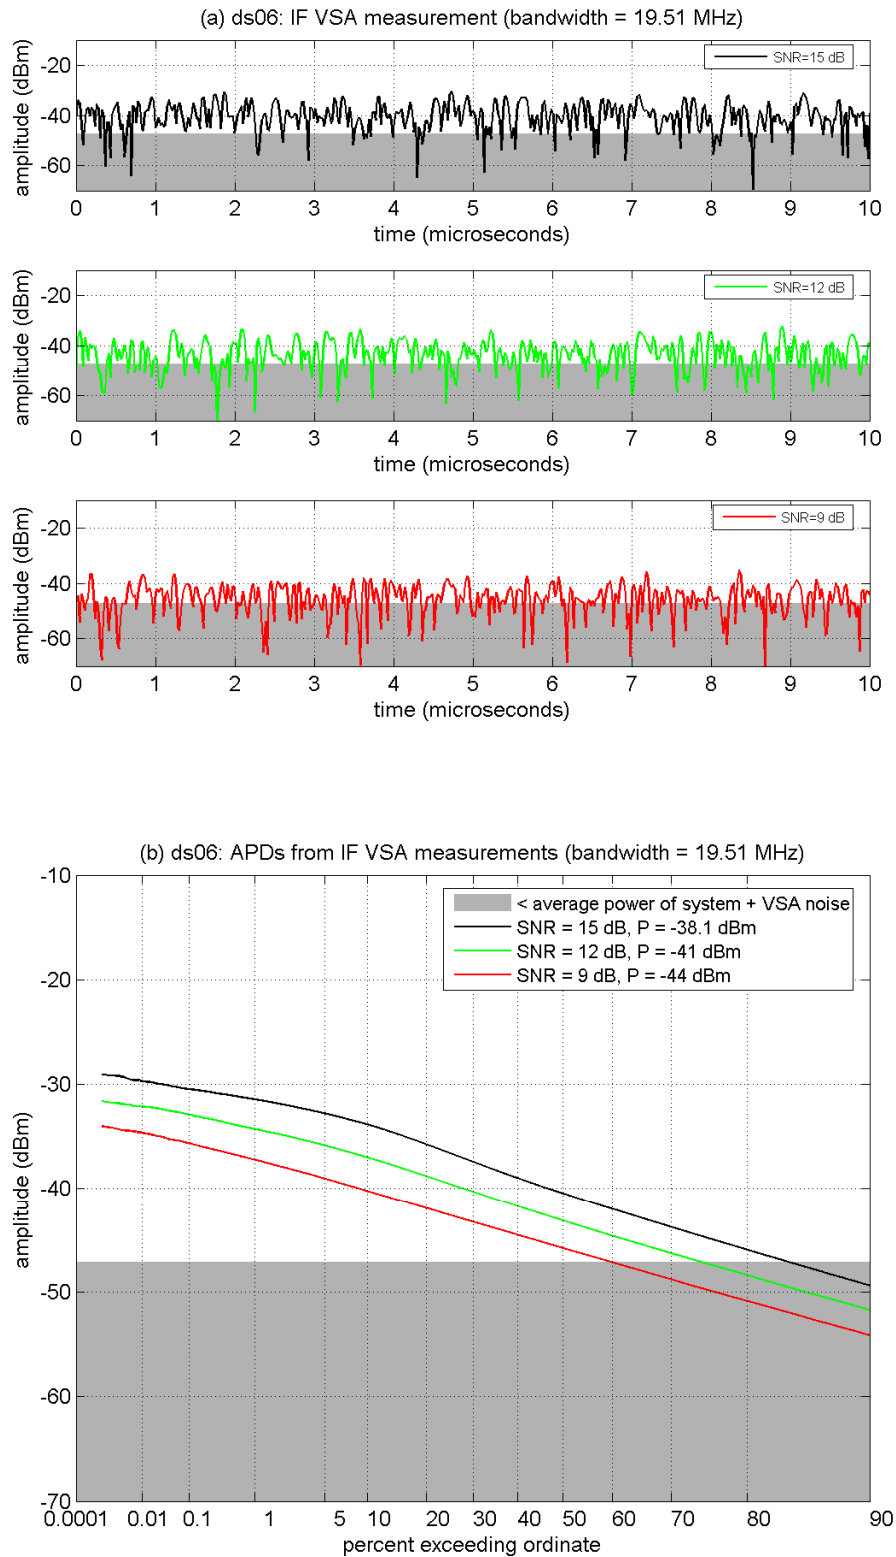 (a) ds06: IF VSA measurement (bandwidth = 19.51 MHz)
SNR=15 dB
amplitude (dBm)
-20
-40
-60
0 1 2 3 4 5 6 7 8 9 10
time (microseconds)
SNR=12 dB
amplitude (dBm)
-20
-40
-60
0 1 2 3 4 5 6 7 8 9 10
time (microseconds)
SNR=9 dB
amplitude (dBm)
-20
-40
-60
0 1 2 3 4 5 6 7 8 9 10
time (microseconds)
(b) ds06: APDs from IF VSA measurements (bandwidth = 19.51 MHz)
< average power of system + VSA noise
SNR = 15 dB, P = -38.1 dBm
SNR = 12 dB, P = -41 dBm
SNR = 9 dB, P = -44 dBm
amplitude (dBm)
-10
-20
-30
-40
-50
-60
-70
0.0001 0.01 0.1 1 5 10 20 30 40 50 60 70 80 90
percent exceeding ordinate